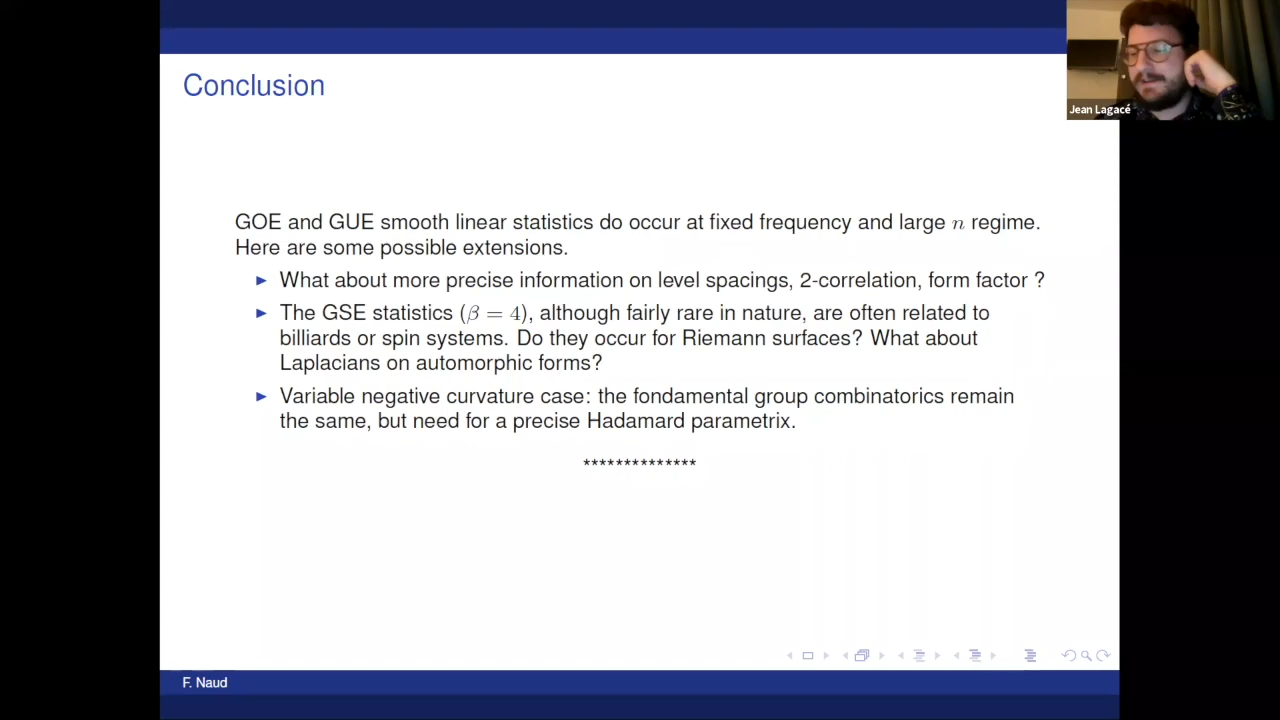 Conclusion
Jean Lagacé
GOE and GUE smooth linear statistics do occur at fixed frequency and large n regime.
Here are some possible extensions.
► What about more precise information on level spacings, 2-correlation, form factor ?
► The GSE statistics (β = 4), although fairly rare in nature, are often related to
billiards or spin systems. Do they occur for Riemann surfaces? What about
Laplacians on automorphic forms?
► Variable negative curvature case: the fundamental group combinatorics remain
the same, but need for a precise Hadamard parametrix.
**************
F. Naud